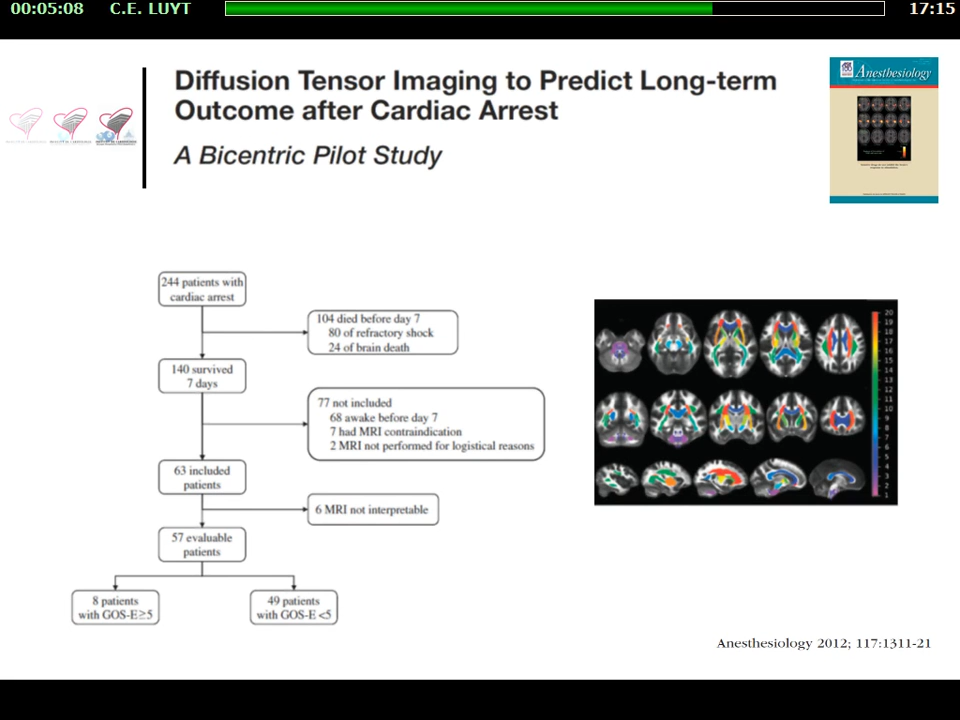 00:05:08 C.E. LUYT 17:15
Diffusion Tensor Imaging to Predict Long-term
Outcome after Cardiac Arrest
A Bicentric Pilot Study
Anesthesiology
244 patients with
cardiac arrest
104 died before day 7
80 of refractory shock
24 of brain death
140 survived
7 days
77 not included
68 awake before day 7
7 had MRI contraindication
2 MRI not performed for logistical reasons
63 included
patients
6 MRI not interpretable
57 evaluable
patients
8 patients
with GOS-E≥5
49 patients
with GOS-E <5
20
19
18
17
16
15
14
13
12
11
10
9
8
7
6
5
4
3
2
1
Anesthesiology 2012; 117:1311-21